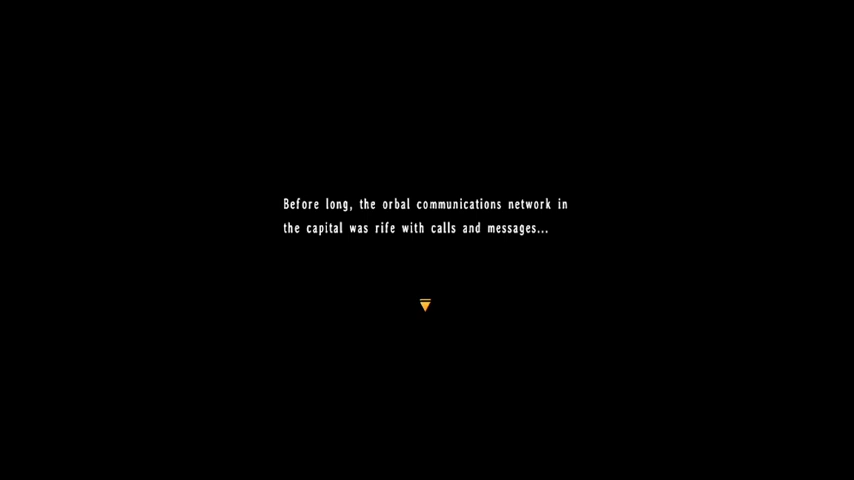 Before long, the orbal communications network in
the capital was rife with calls and messages...